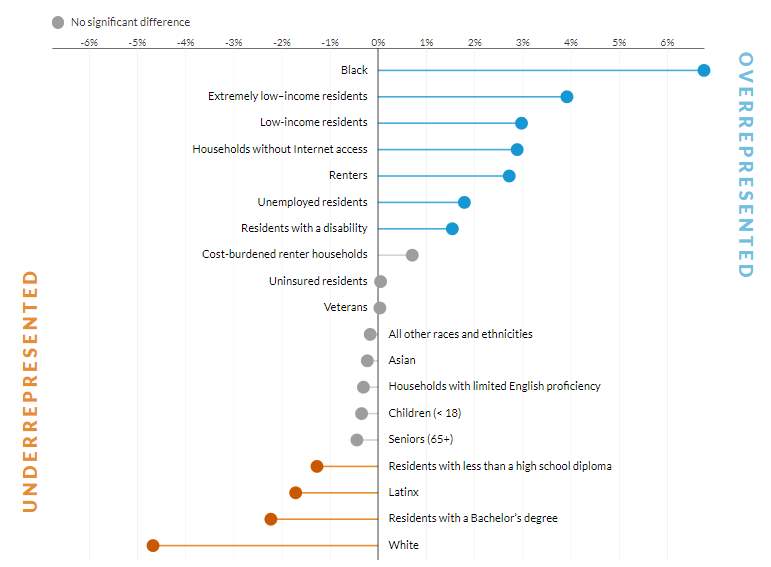 No significant difference
-6% -5% -4% -3% -2% -1% 0% 1% 2% 3% 4% 5% 6%
OVERREPRESENTED
Black
Extremely low–income residents
Low-income residents
Households without Internet access
Renters
Unemployed residents
Residents with a disability
Cost-burdened renter households
Uninsured residents
Veterans
UNDERREPRESENTED
All other races and ethnicities
Asian
Households with limited English proficiency
Children (< 18)
Seniors (65+)
Residents with less than a high school diploma
Latinx
Residents with a Bachelor's degree
White